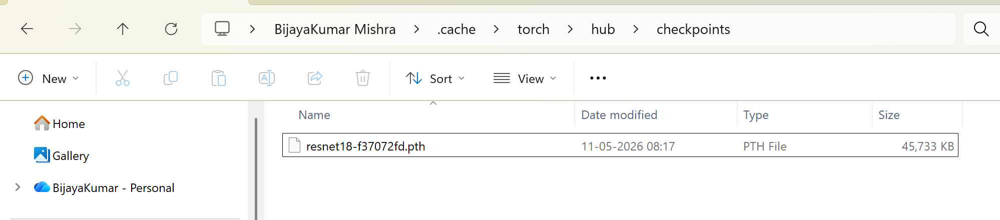 BijayaKumar Mishra > .cache > torch > hub > checkpoints
New Sort View
Name Date modified Type Size
Home
resnet18-f37072fd.pth 11-05-2026 08:17 PTH File 45,733 KB
Gallery
BijayaKumar - Personal